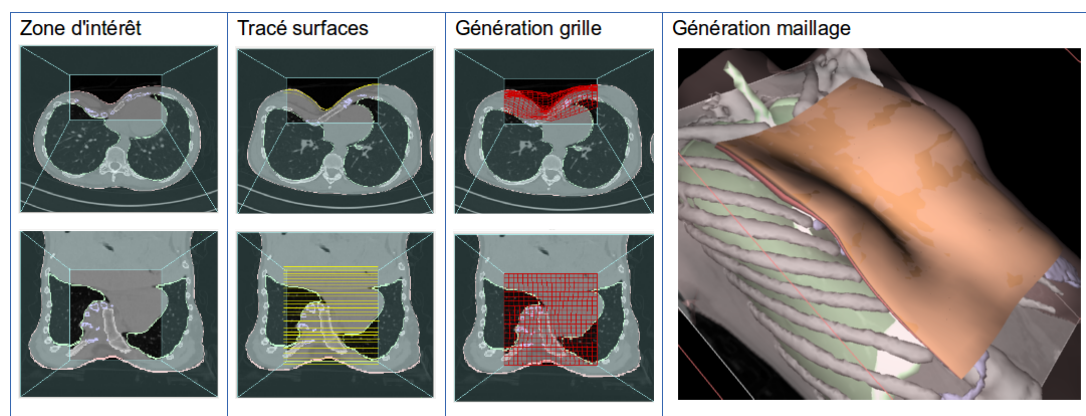 Zone d'intérêt
Tracé surfaces
Génération grille
Génération maillage